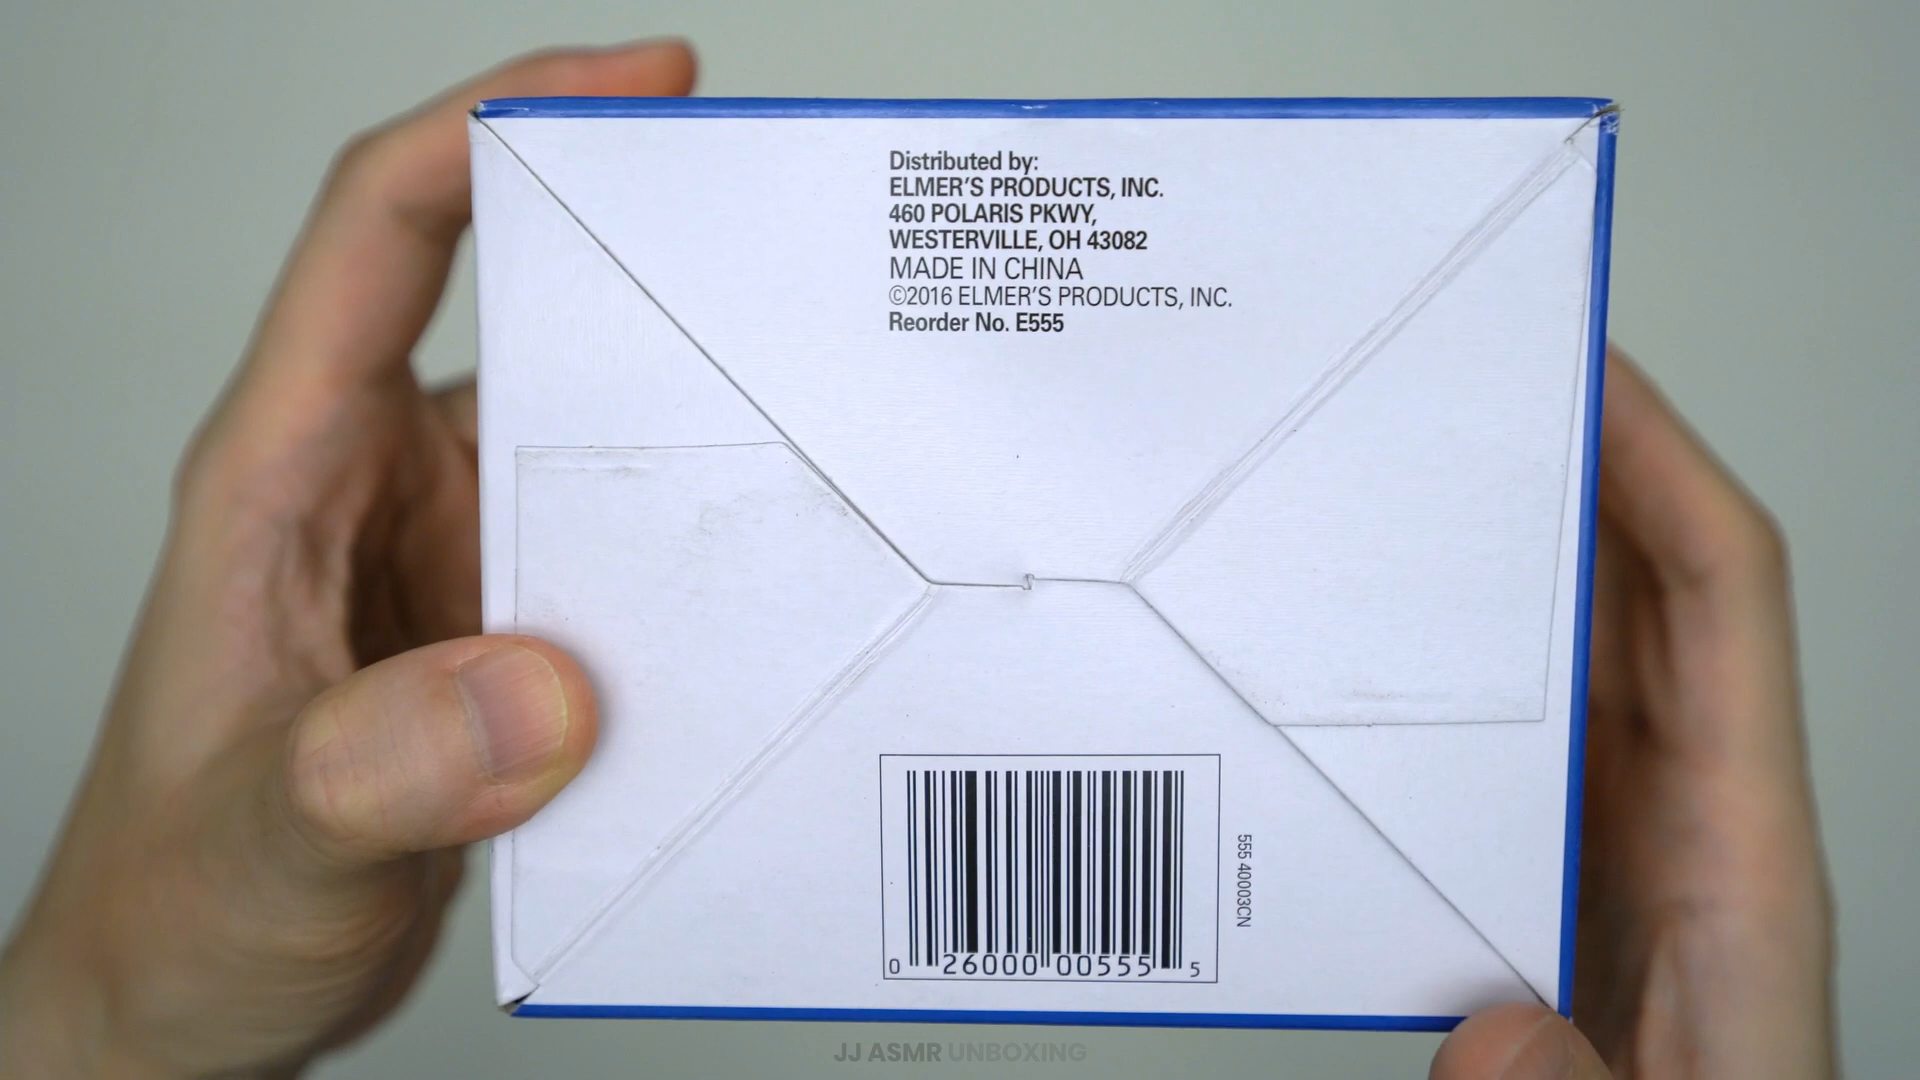 Distributed by:
ELMER'S PRODUCTS, INC.
460 POLARIS PKWY,
WESTERVILLE, OH 43082
MADE IN CHINA
©2016 ELMER'S PRODUCTS, INC.
Reorder No. E555
0 26000 00555 5
555 40003CN
JJ ASMR UNBOXING